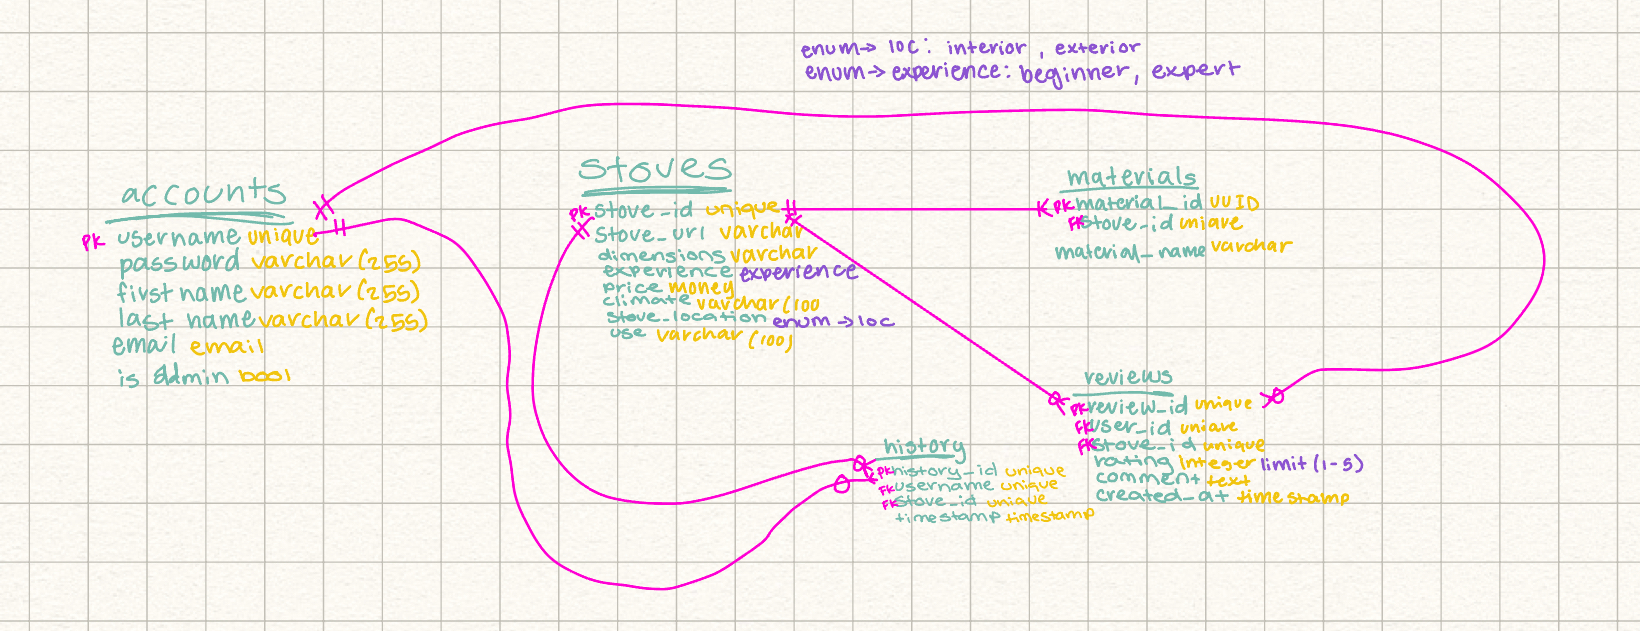 enum→ loc: interior, exterior
enum→ experience: beginner, expert
accounts
PK username unique
password varchar(255)
first name varchar(255)
last name varchar(255)
email email
is admin bool
stoves
PK stove_id unique
stove_url varchar
dimensions varchar
experience experience
price money
climate varchar(100
stove_location enum→loc
use varchar(100)
materials
PK material_id UUID
FK stove_id unique
material_name varchar
reviews
PK review_id unique
FK user_id unique
FK stove_id unique
rating Integer limit(1-5)
comment text
created_at timestamp
history
PK history_id unique
FK username unique
FK stove_id unique
timestamp timestamp